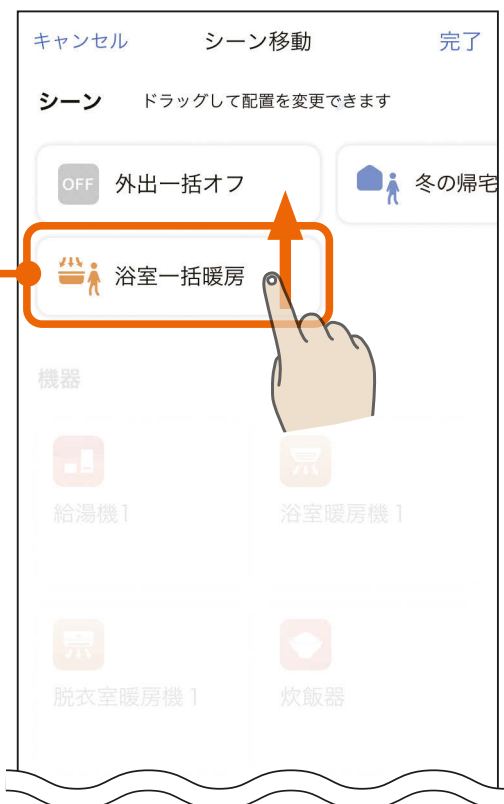 キャンセル シーン移動 完了
シーン ドラッグして配置を変更できます
OFF 外出一括オフ 冬の帰宅
浴室一括暖房
機器
給湯機1 浴室暖房機1
脱衣室暖房機1 炊飯器